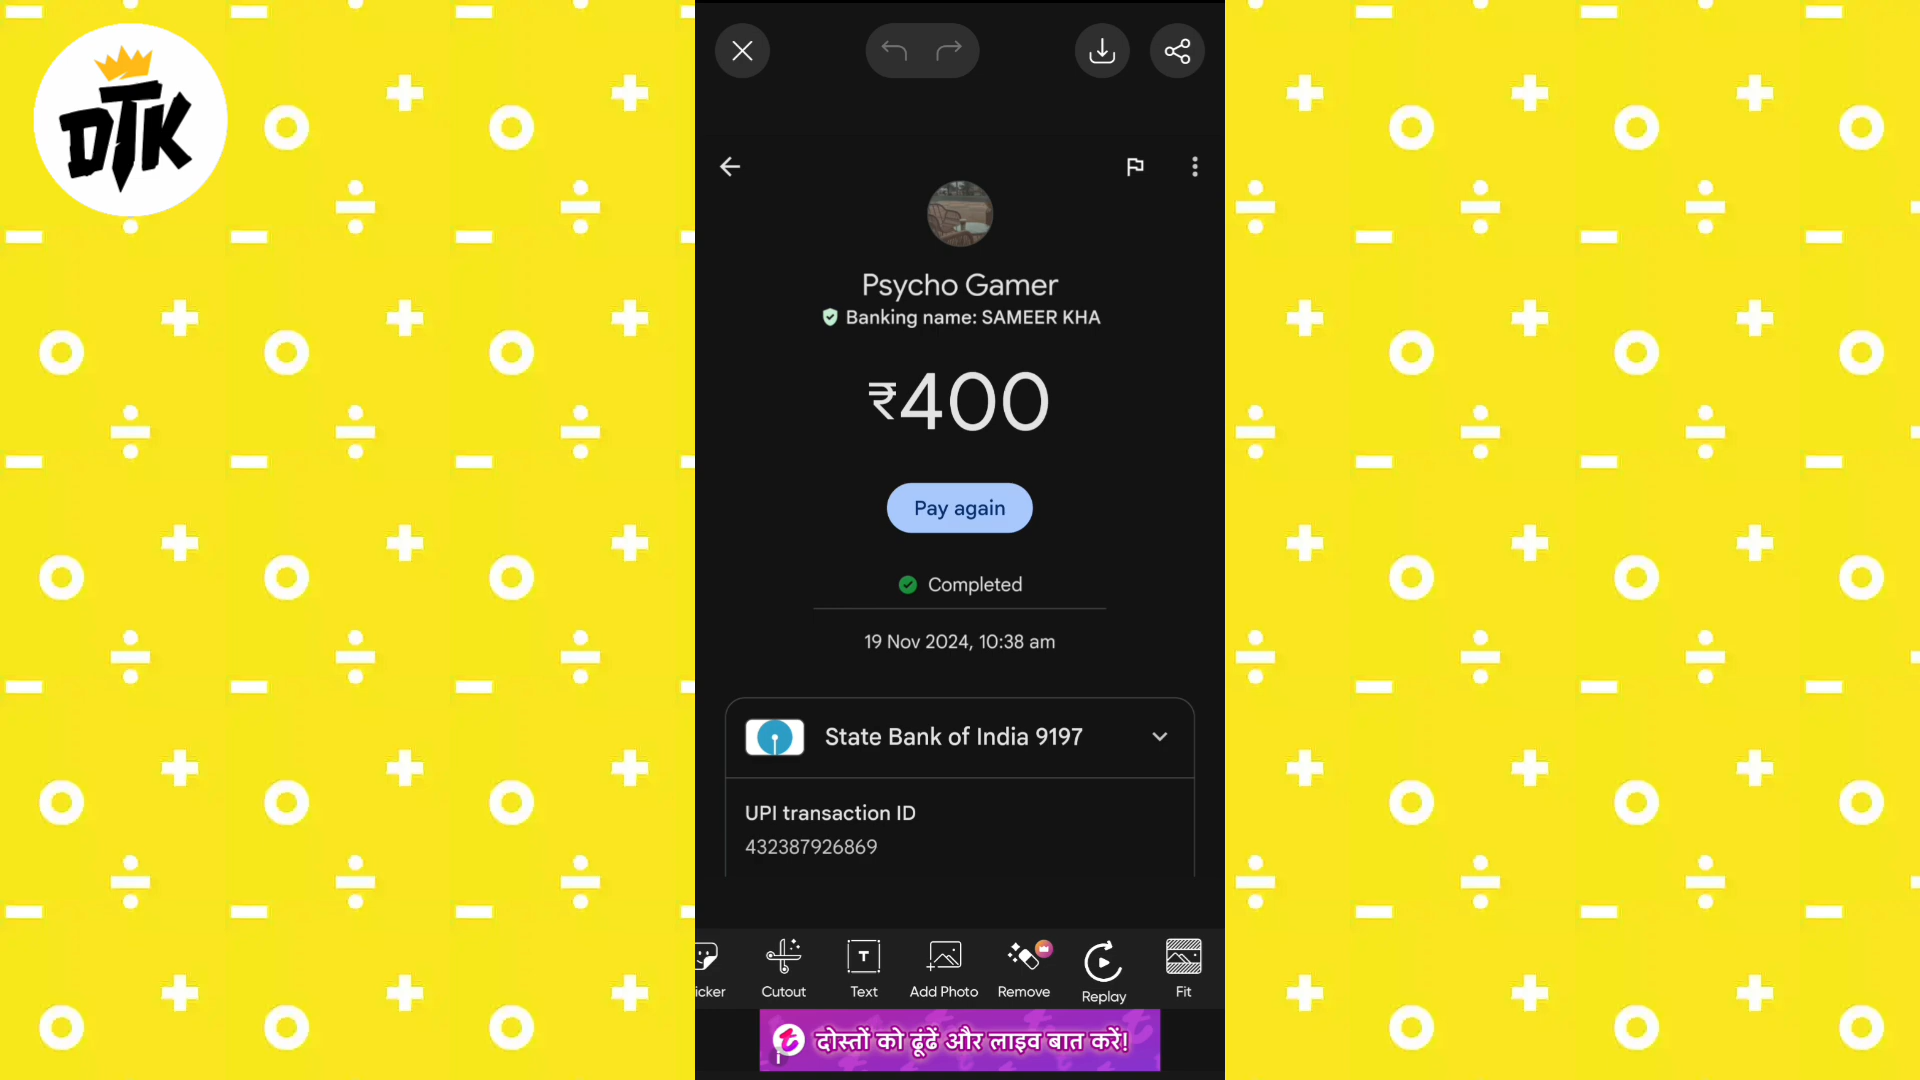 DTK
Psycho Gamer
Banking name: SAMEER KHA
₹400
Pay again
Completed
19 Nov 2024, 10:38 am
State Bank of India 9197
UPI transaction ID
432387926869
icker
Cutout
T
Text
Add Photo
Remove
Replay
Fit
t दोस्तों को ढूंढें और लाइव बात करें!